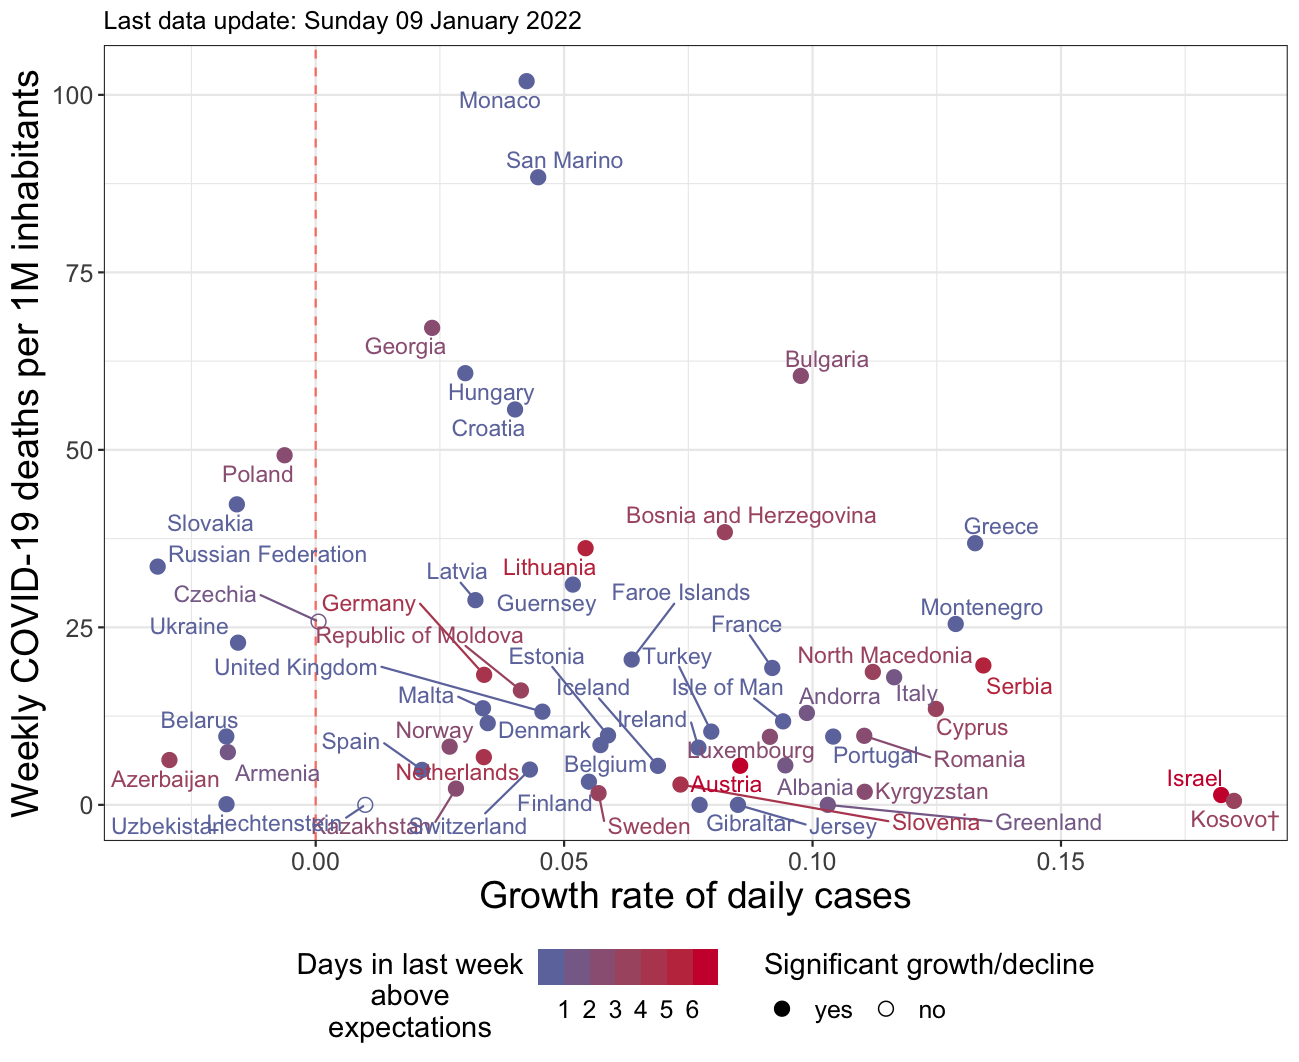 Last data update: Sunday 09 January 2022
Weekly COVID-19 deaths per 1M inhabitants
100
75
50
25
0
Monaco
San Marino
Georgia
Bulgaria
Hungary
Croatia
Poland
Slovakia
Bosnia and Herzegovina
Greece
Russian Federation
Lithuania
Latvia
Czechia
Germany
Guernsey
Faroe Islands
Montenegro
Ukraine
Republic of Moldova
France
Estonia
Turkey
North Macedonia
United Kingdom
Malta
Iceland
Isle of Man
Andorra
Italy
Serbia
Belarus
Norway
Denmark
Ireland
Cyprus
Spain
Luxembourg
Portugal
Romania
Azerbaijan
Armenia
Netherlands
Belgium
Austria
Albania
Kyrgyzstan
Israel
Finland
Uzbekistan
Liechtenstein
Kazakhstan
Switzerland
Sweden
Gibraltar
Jersey
Slovenia
Greenland
Kosovo†
0.00 0.05 0.10 0.15
Growth rate of daily cases
Days in last week
above
expectations
1 2 3 4 5 6
Significant growth/decline
yes no